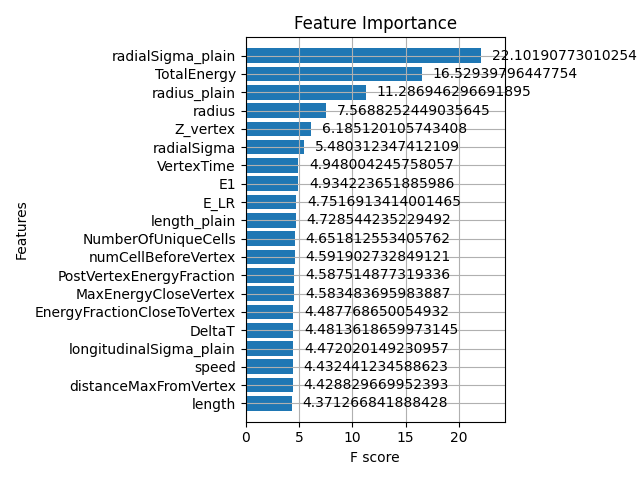 Feature Importance
radialSigma_plain 22.10190773010254
TotalEnergy 16.52939796447754
radius_plain 11.286946296691895
radius 7.5688252449035645
Z_vertex 6.185120105743408
radialSigma 5.480312347412109
VertexTime 4.948004245758057
E1 4.934223651885986
E_LR 4.7516913414001465
length_plain 4.728544235229492
NumberOfUniqueCells 4.651812553405762
numCellBeforeVertex 4.591902732849121
PostVertexEnergyFraction 4.587514877319336
MaxEnergyCloseVertex 4.583483695983887
EnergyFractionCloseToVertex 4.487768650054932
DeltaT 4.4813618659973145
longitudinalSigma_plain 4.472020149230957
speed 4.432441234588623
distanceMaxFromVertex 4.428829669952393
length 4.371266841888428
0 5 10 15 20
F score
Features